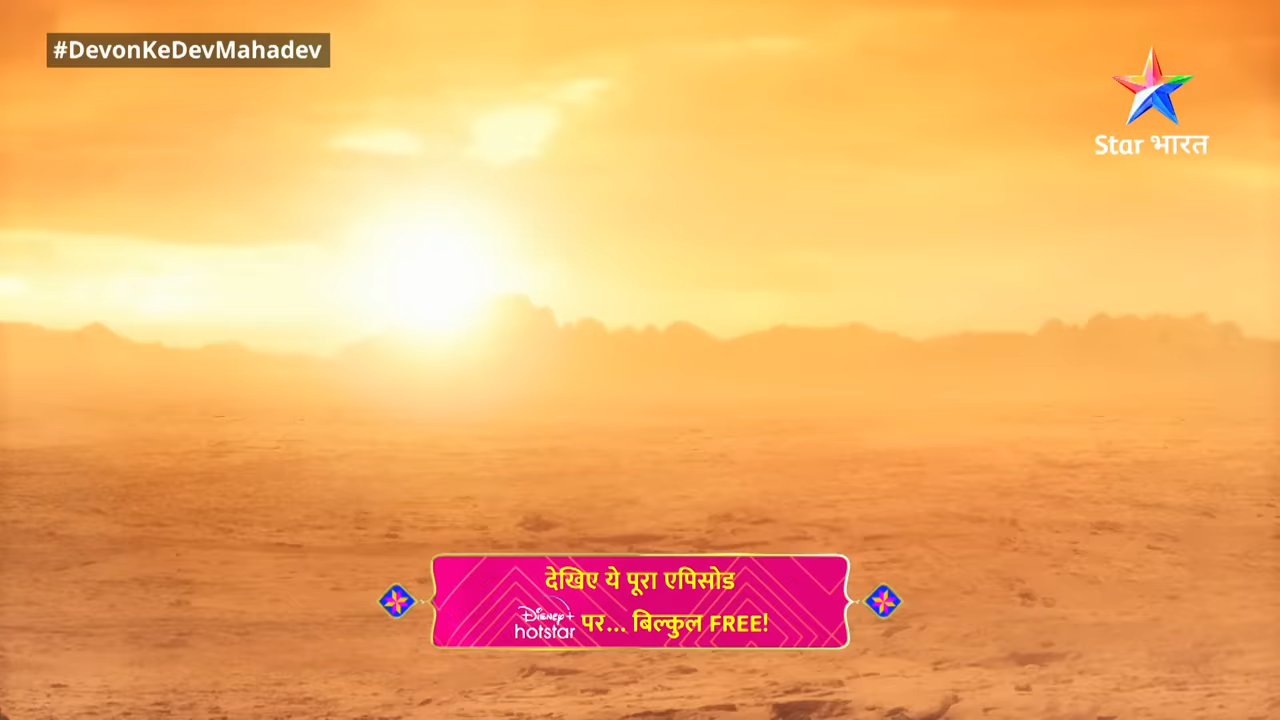 #DevonKeDevMahadev
Star भारत
देखिए ये पूरा एपिसोड
Disney+ hotstar पर... बिल्कुल FREE!